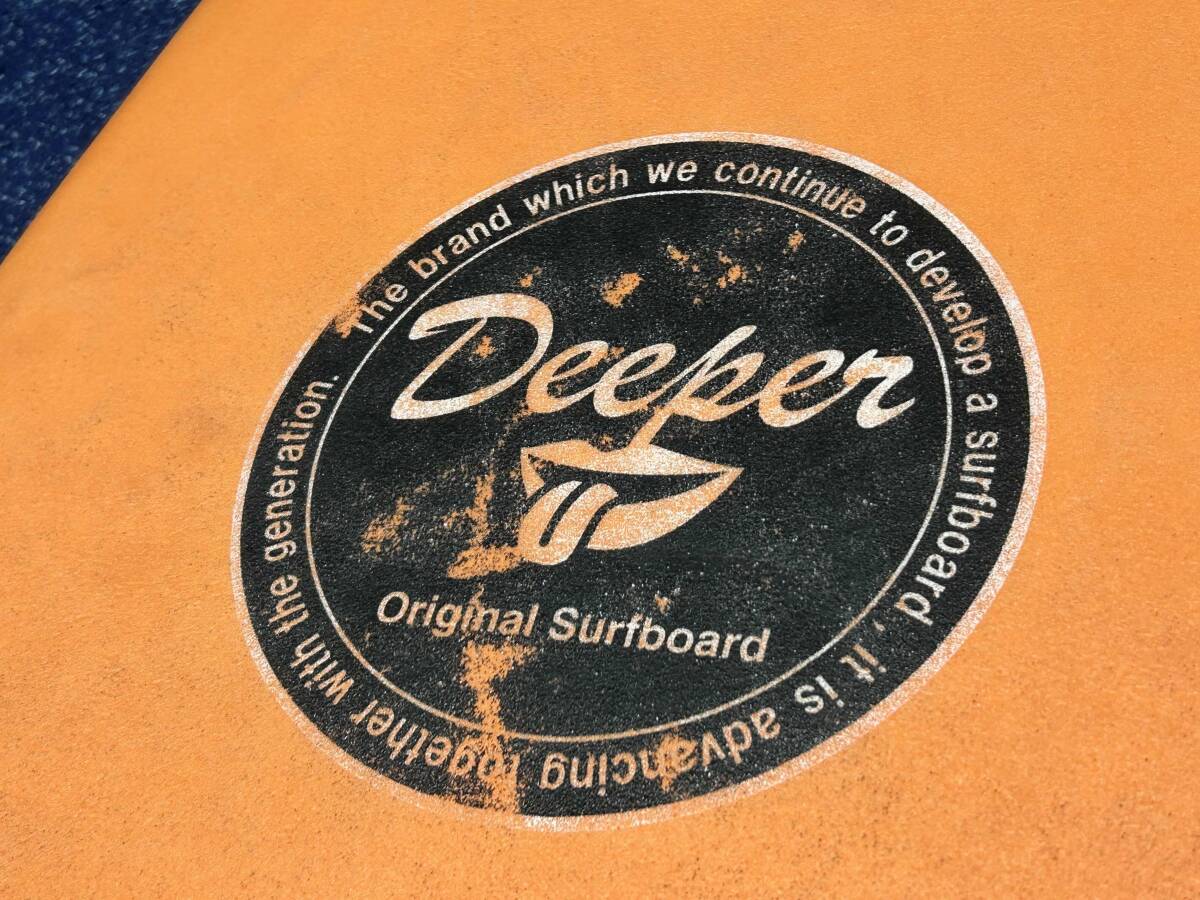 Deeper
Original Surfboard
The brand which we continue to develop a surfboard, it is advancing together with the generation.